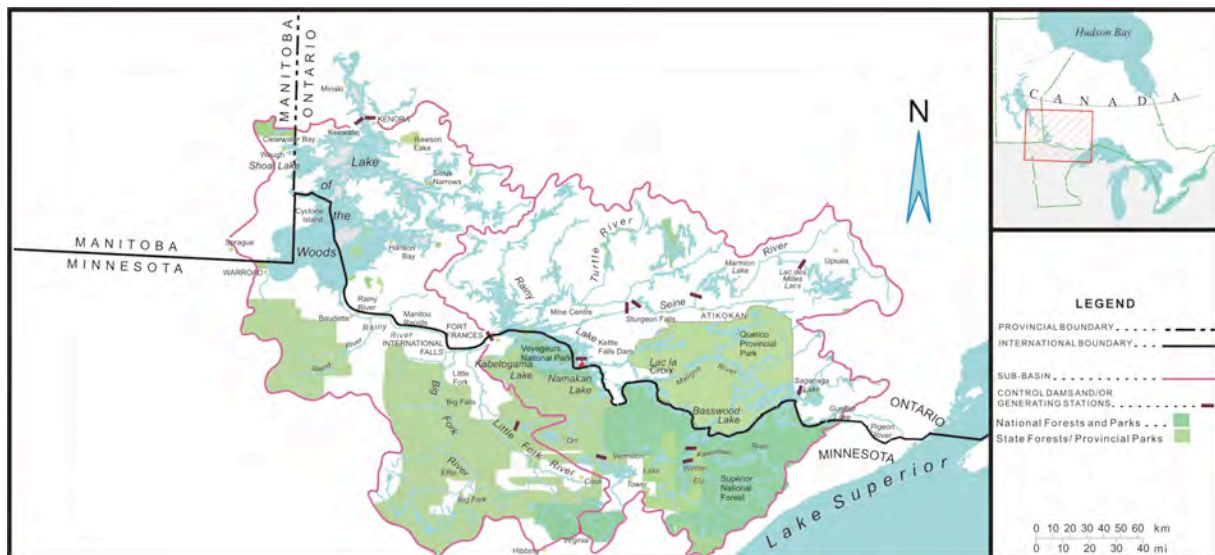 MANITOBA
ONTARIO
Minaki
KENORA
Keewatin
Clearwater Bay
Waugh
Shoal Lake
Lake
of
the
Woods
Rawson
Lake
Sioux
Narrows
Cyclone
Island
Hanson
Bay
MANITOBA
MINNESOTA
Sprague
WARROAD
Rainy
River
Baudette
Rainy
River
Manitou
Rapids
FORT
FRANCES
INTERNATIONAL
FALLS
Rapid
River
Little
Fork
Big Falls
Big
Fork
River
Effie
Big Fork
Little
Fork
River
Rainy
Lake
Turtle
River
Mine Centre
Sturgeon Falls
Seine
River
Marmion
Lake
Lac des
Milles
Lacs
Upsala
ATIKOKAN
Kettle
Falls Dam
Voyageurs
National Park
Kabetogama
Lake
Namakan
Lake
Lac la
Croix
Maligne
River
Quetico
Provincial
Park
Saganaga
Lake
Basswood
Lake
Pigeon
River
ONTARIO
MINNESOTA
Orr
Vermilion
Lake
Cook
Tower
Winton
Ely
River
Superior
National
Forest
Virginia
Hibbing
Lake Superior
N
Hudson Bay
CANADA
LEGEND
PROVINCIAL BOUNDARY
INTERNATIONAL BOUNDARY
SUB-BASIN
CONTROL DAMS AND/OR
GENERATING STATIONS
National Forests and Parks
State Forests/ Provincial Parks
0 10 20 40 60 km
0 10 20 40 mi